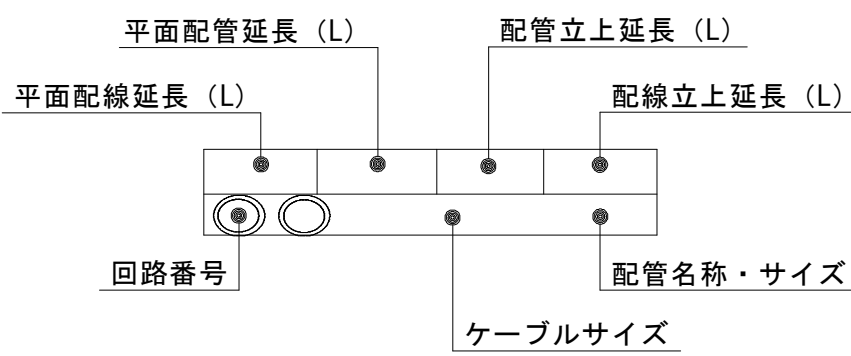 平面配管延長（L）
配管立上延長（L）
平面配線延長（L）
配線立上延長（L）
回路番号
配管名称・サイズ
ケーブルサイズ